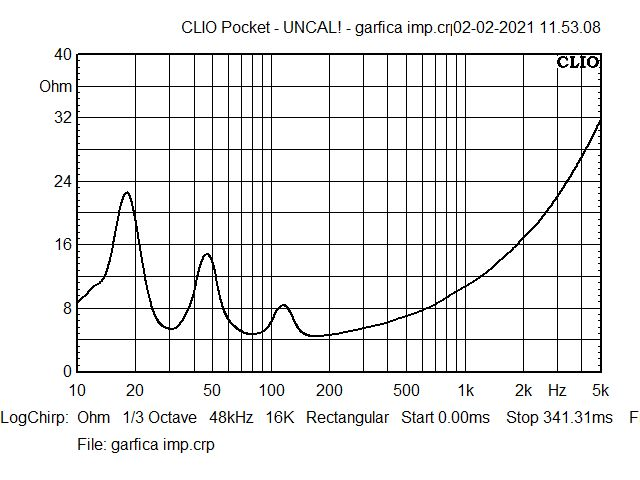 CLIO Pocket - UNCAL! - garfica imp.crp 02-02-2021 11.53.08
40
CLIO
Ohm
32
24
16
8
0
10 20 50 100 200 500 1k 2k Hz 5k
LogChirp: Ohm 1/3 Octave 48kHz 16K Rectangular Start 0.00ms Stop 341.31ms F
File: garfica imp.crp